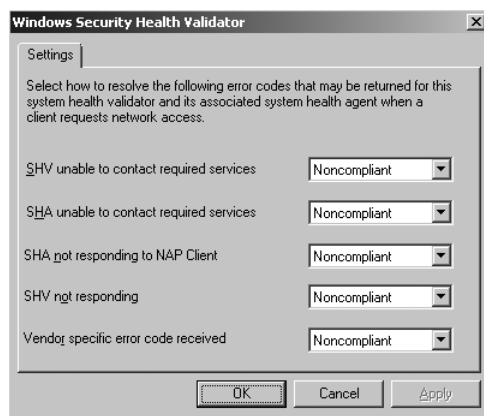 Windows Security Health Validator
Settings
Select how to resolve the following error codes that may be returned for this
system health validator and its associated system health agent when a
client requests network access.
SHV unable to contact required services
Noncompliant
SHA unable to contact required services
Noncompliant
SHA not responding to NAP Client
Noncompliant
SHV not responding
Noncompliant
Vendor specific error code received
Noncompliant
OK
Cancel
Apply